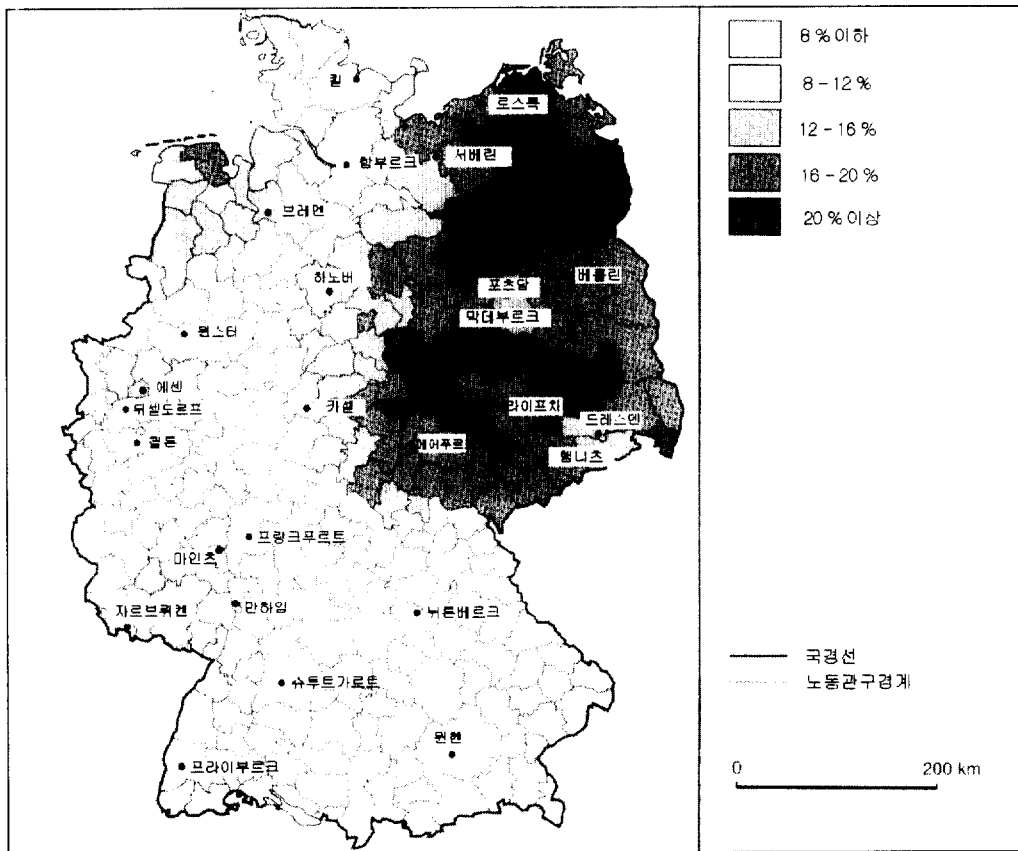 8 % 이하
8 – 12 %
12 – 16 %
16 – 20 %
20 % 이상
킬
로스톡
함부르크
서베린
브레멘
하노버
베를린
포츠담
막데부르크
뮌스터
에센
뒤셀도르프
카셀
라이프차
드레스덴
쾰른
에어푸르
켐니츠
프랑크푸르트
마인츠
자르브뤼켄
만하임
뉘른베르크
슈투트가르트
뮌헨
프라이부르크
국경선
노동관구경계
0 200 km